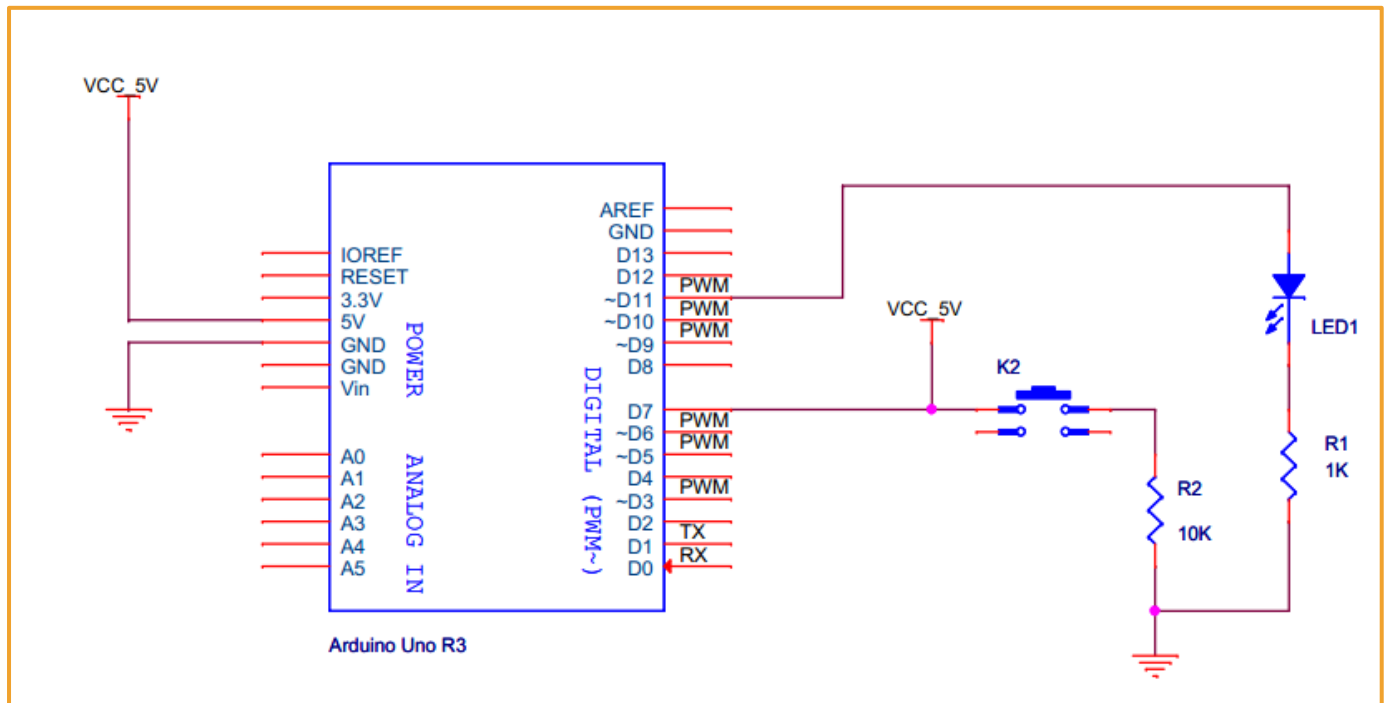 VCC_5V
IOREF
RESET
3.3V
5V
GND
GND
Vin
POWER
A0
A1
A2
A3
A4
A5
ANALOG IN
AREF
GND
D13
D12
~D11 PWM
~D10 PWM
~D9 PWM
D8
D7
~D6 PWM
~D5 PWM
D4
~D3 PWM
D2
D1 TX
D0 RX
DIGITAL (PWM~)
Arduino Uno R3
VCC_5V
K2
R2
10K
LED1
R1
1K